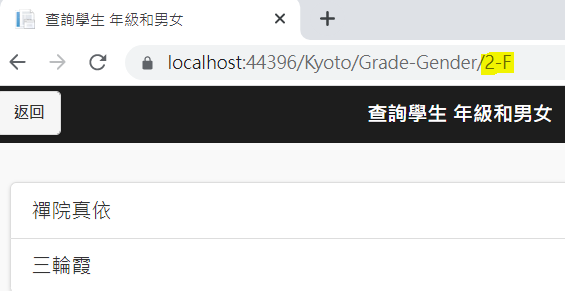 查詢學生 年級和男女
localhost:44396/Kyoto/Grade-Gender/2-F
返回
查詢學生 年級和男女
禪院真依
三輪霞